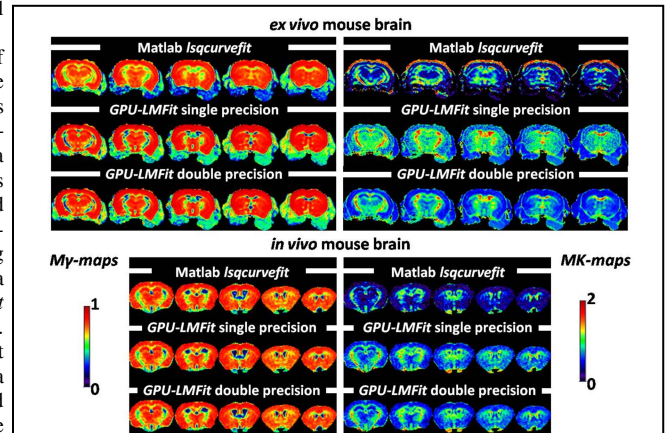 ex vivo mouse brain
Matlab lsqcurvefit
Matlab lsqcurvefit
GPU-LMFit single precision
GPU-LMFit single precision
GPU-LMFit double precision
GPU-LMFit double precision
in vivo mouse brain
Mγ-maps
MK-maps
Matlab lsqcurvefit
Matlab lsqcurvefit
1
2
GPU-LMFit single precision
GPU-LMFit single precision
0
0
GPU-LMFit double precision
GPU-LMFit double precision